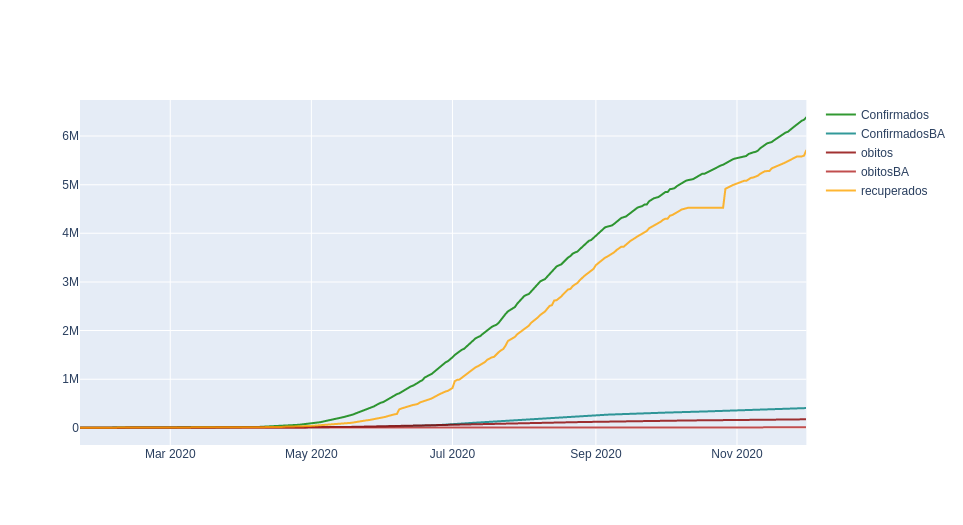 6M
5M
4M
3M
2M
1M
0
Mar 2020
May 2020
Jul 2020
Sep 2020
Nov 2020
Confirmados
ConfirmadosBA
obitos
obitosBA
recuperados